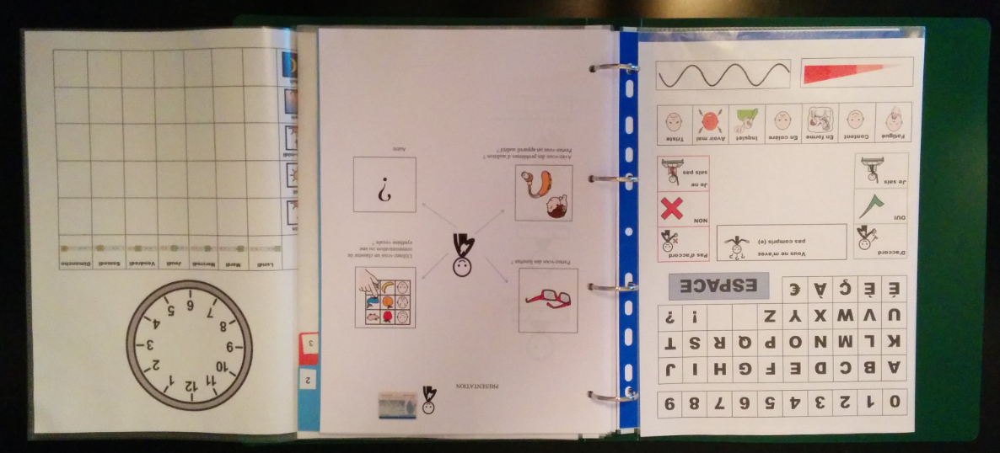 0 1 2 3 4 5 6 7 8 9
A B C D E F G H I J
K L M N O P Q R S T
U V W X Y Z ! ?
É È Ç À € ESPACE
D'accord
Vous ne m'avez
pas compris (e)
Pas d'accord
OUI
NON
Je sais
Je ne
sais pas
Fatigué Content En forme En colère Inquiet Avoir mal Triste
PRESENTATION
Portez-vous des lunettes ?
Utilisez-vous un classeur de
communication ou une
synthèse vocale ?
Avez-vous des problèmes d'audition ?
Portez-vous un appareil auditif ?
Autre
?
2
3
12
11 1
10 2
9 3
8 4
7 5
6
Lundi Mardi Mercredi Jeudi Vendredi Samedi Dimanche